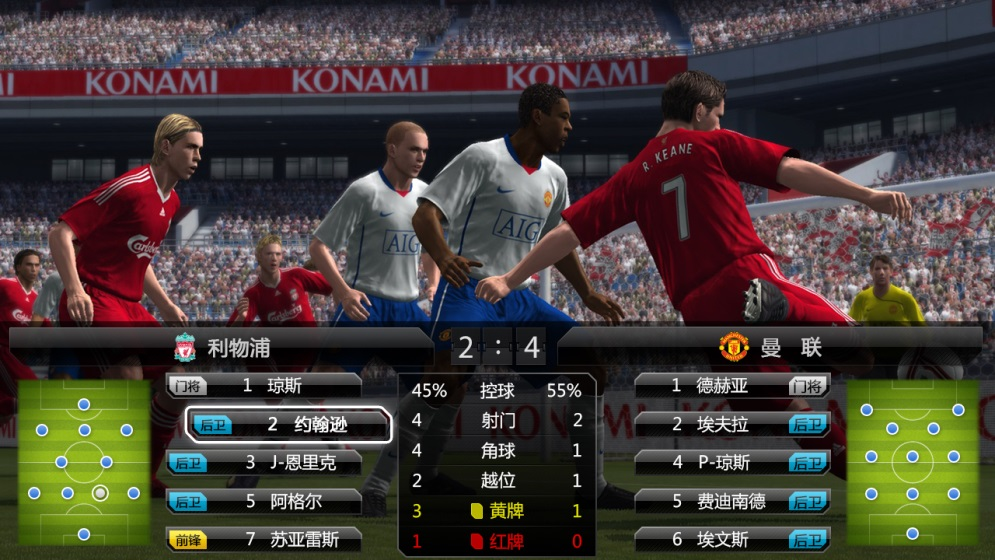 KONAMI KONAMI KONAMI
R. KEANE
7
Carlsberg
AIG
AIG
利物浦 2 : 4 曼 联
门将 1 琼斯
后卫 2 约翰逊
后卫 3 J-恩里克
后卫 5 阿格尔
前锋 7 苏亚雷斯
45% 控球 55%
4 射门 2
4 角球 1
2 越位 1
3 黄牌 1
1 红牌 0
1 德赫亚 门将
2 埃夫拉 后卫
4 P-琼斯 后卫
5 费迪南德 后卫
6 埃文斯 后卫